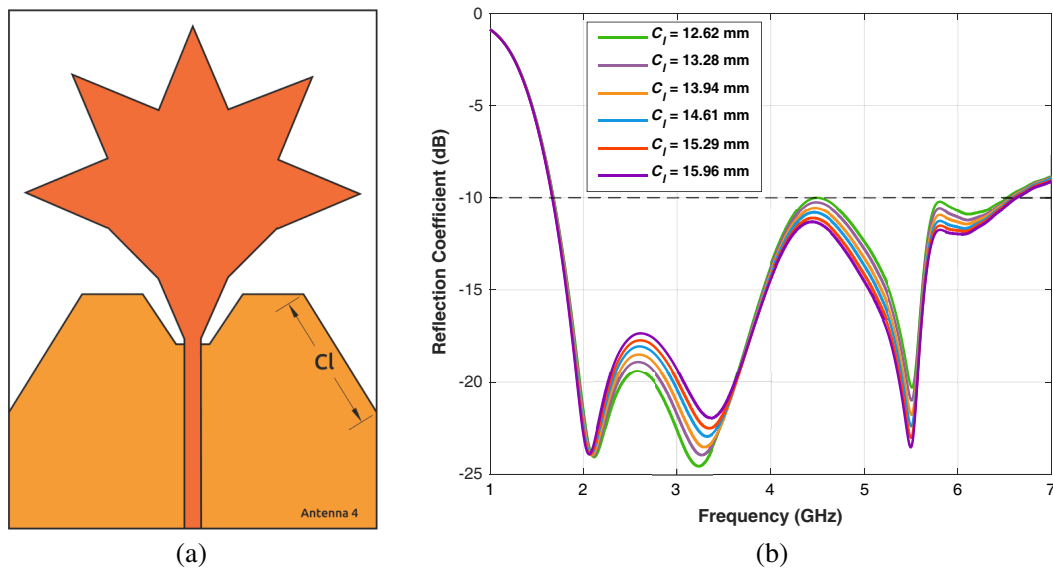 Cl
Antenna 4
(a)
Reflection Coefficient (dB)
0
-5
-10
-15
-20
-25
C_l = 12.62 mm
C_l = 13.28 mm
C_l = 13.94 mm
C_l = 14.61 mm
C_l = 15.29 mm
C_l = 15.96 mm
1 2 3 4 5 6 7
Frequency (GHz)
(b)